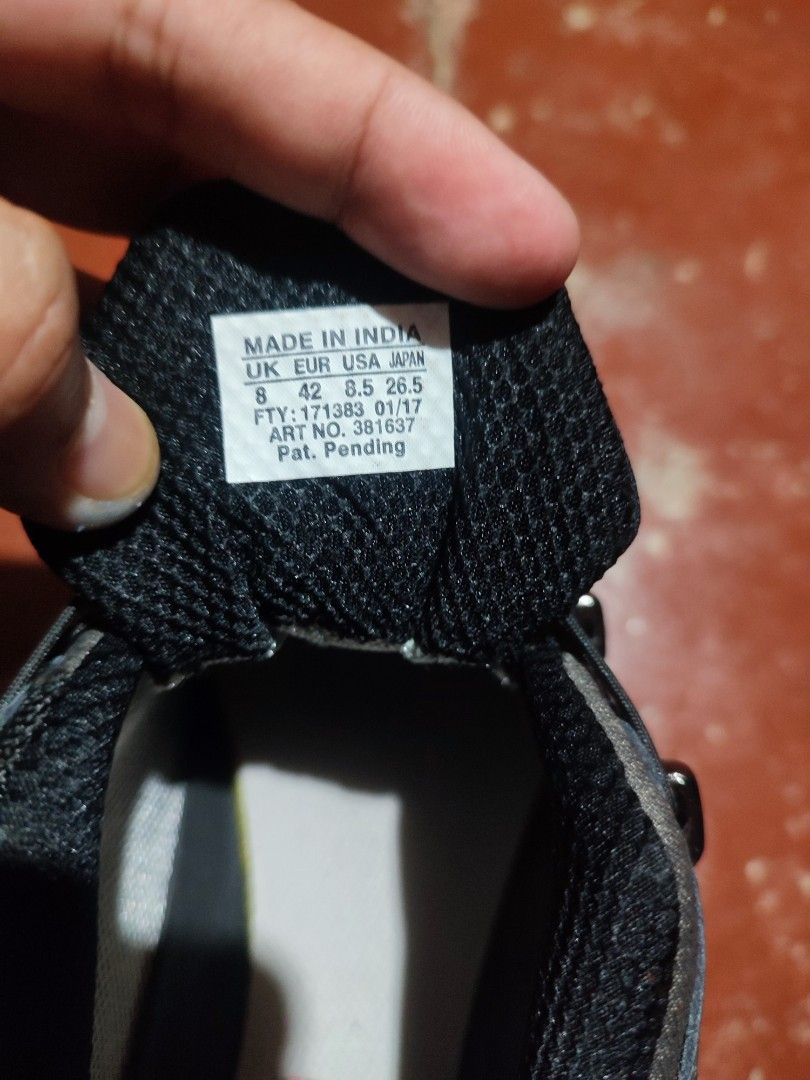 MADE IN INDIA
UK EUR USA JAPAN
8 42 8.5 26.5
FTY: 171383 01/17
ART NO. 381637
Pat. Pending